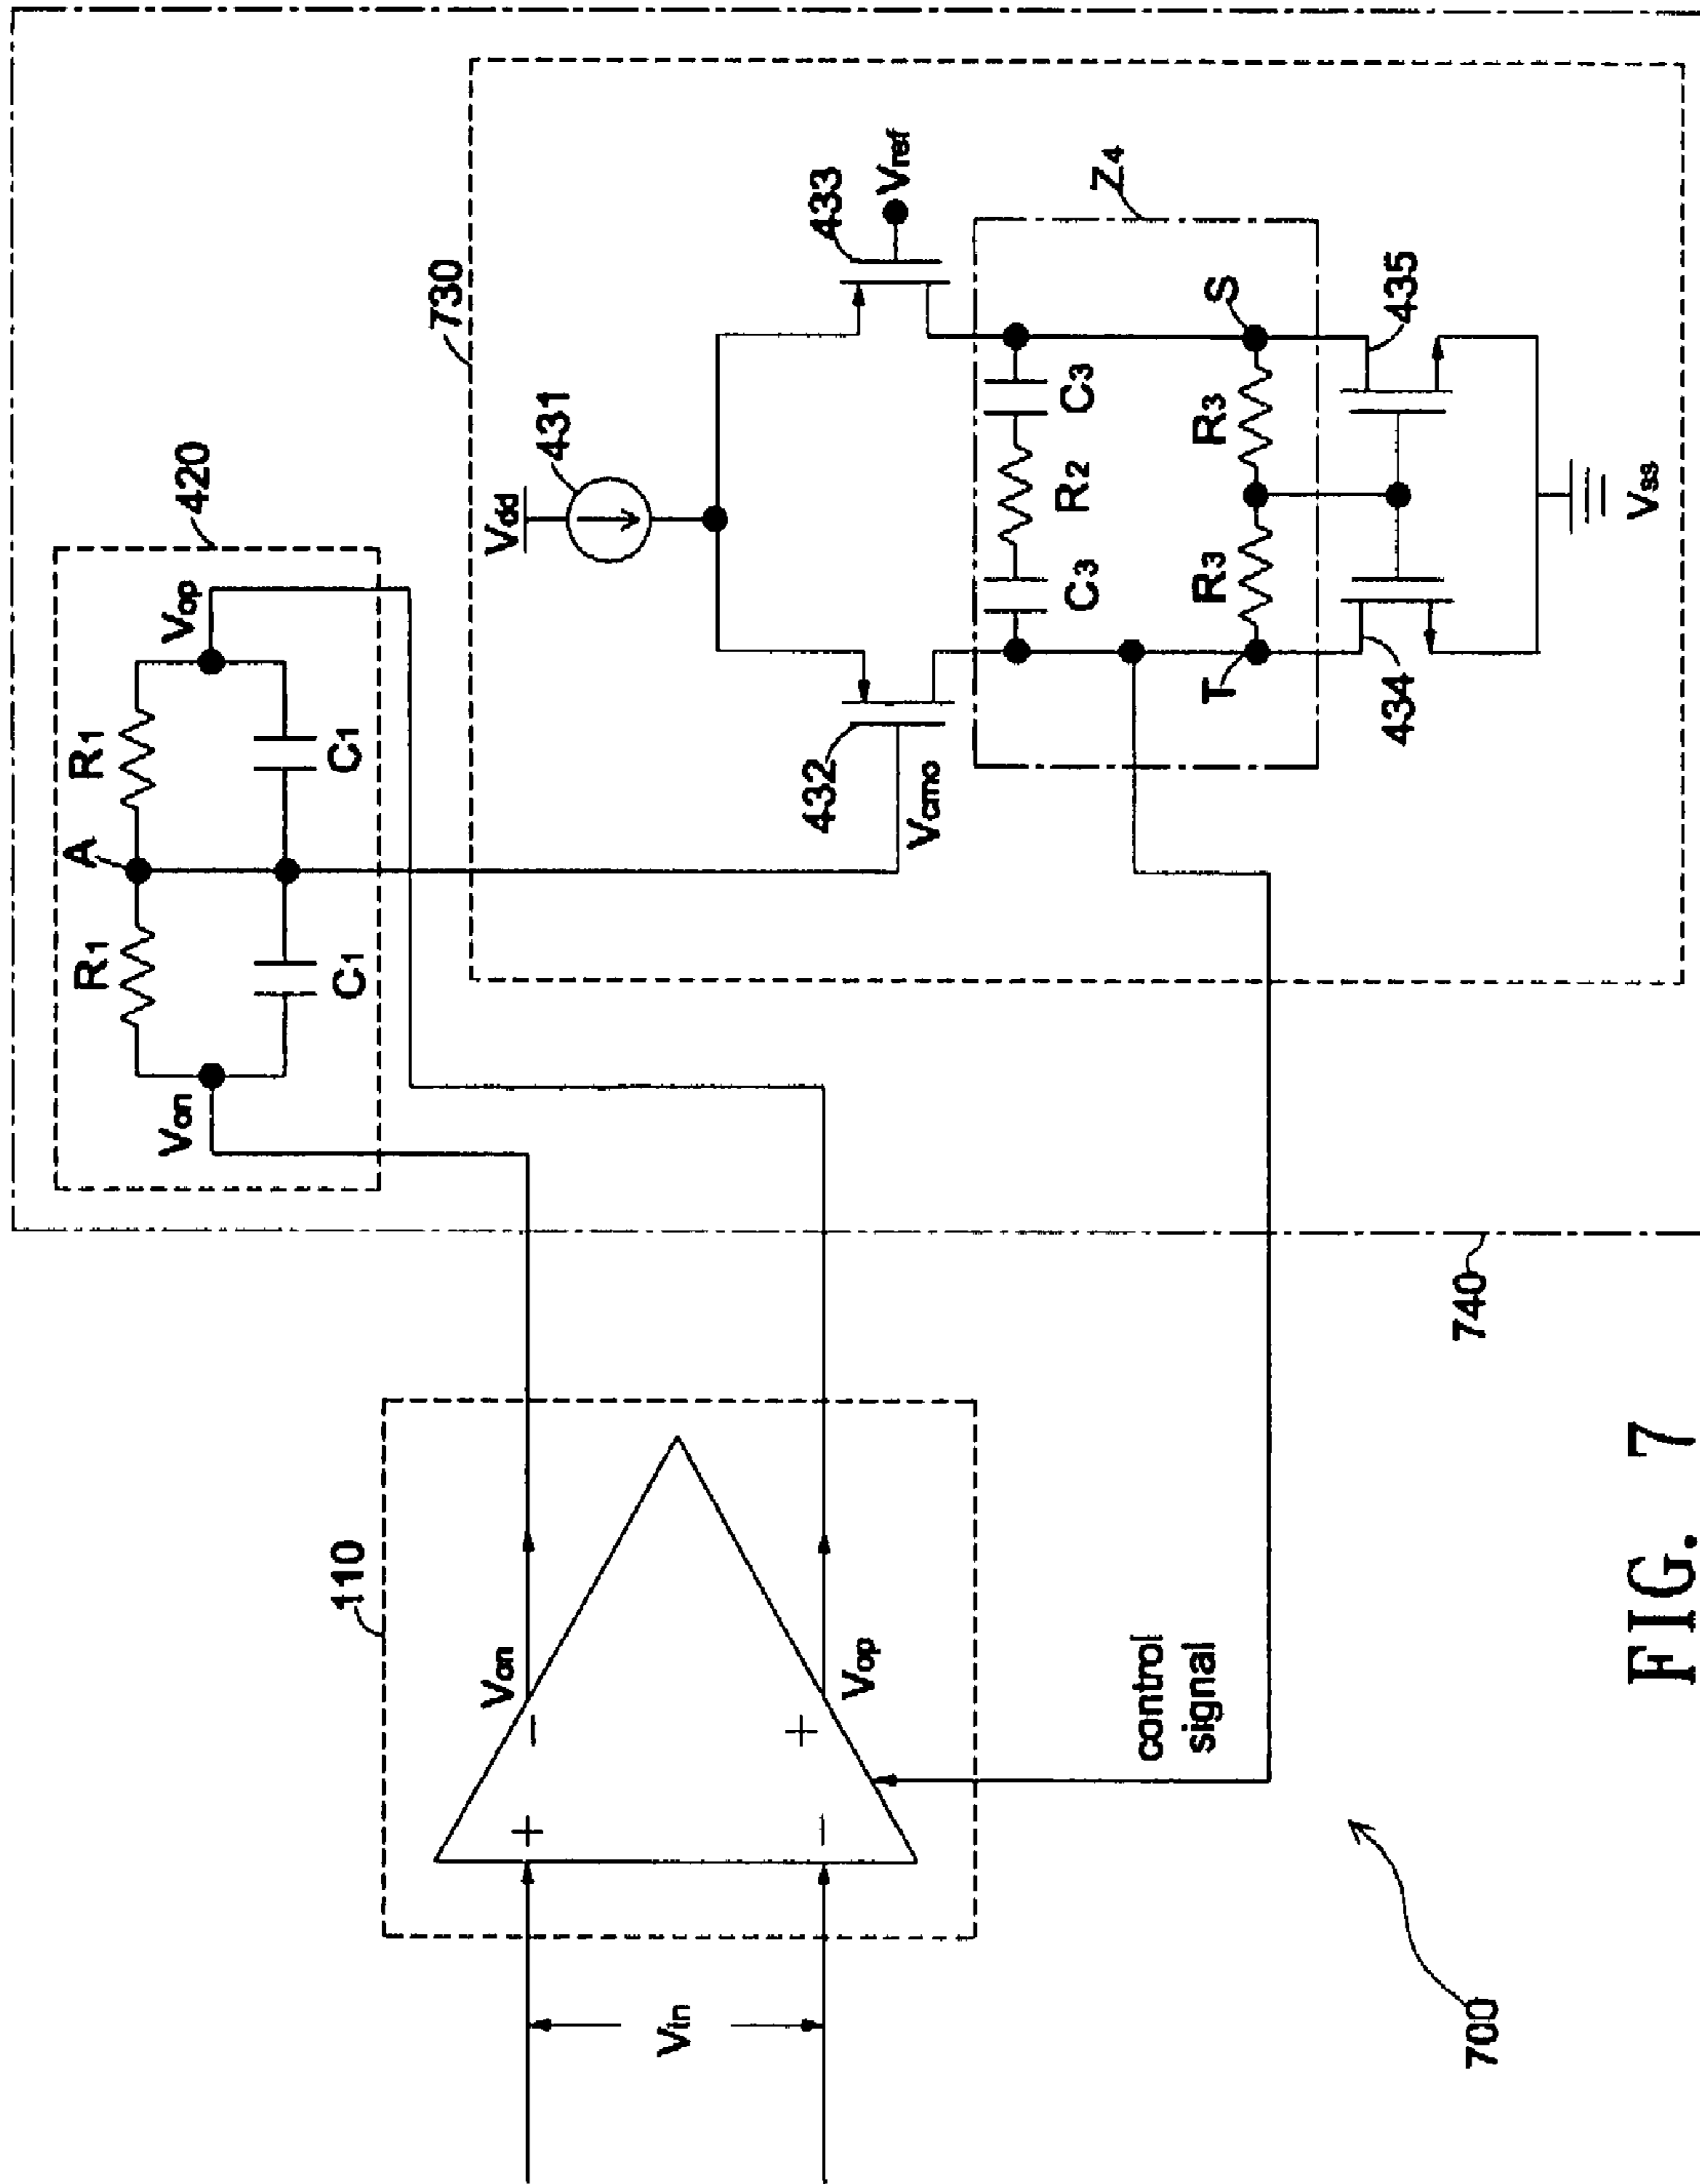 420
A
R1
R1
C1
C1
Von
Vop
730
Vdd
431
432
433
Vcmo
Vref
Z4
C3
R2
C3
R3
R3
T
S
434
435
Vss
740
110
Von
Vop
+
−
−
+
Vin
control
signal
700
FIG. 7